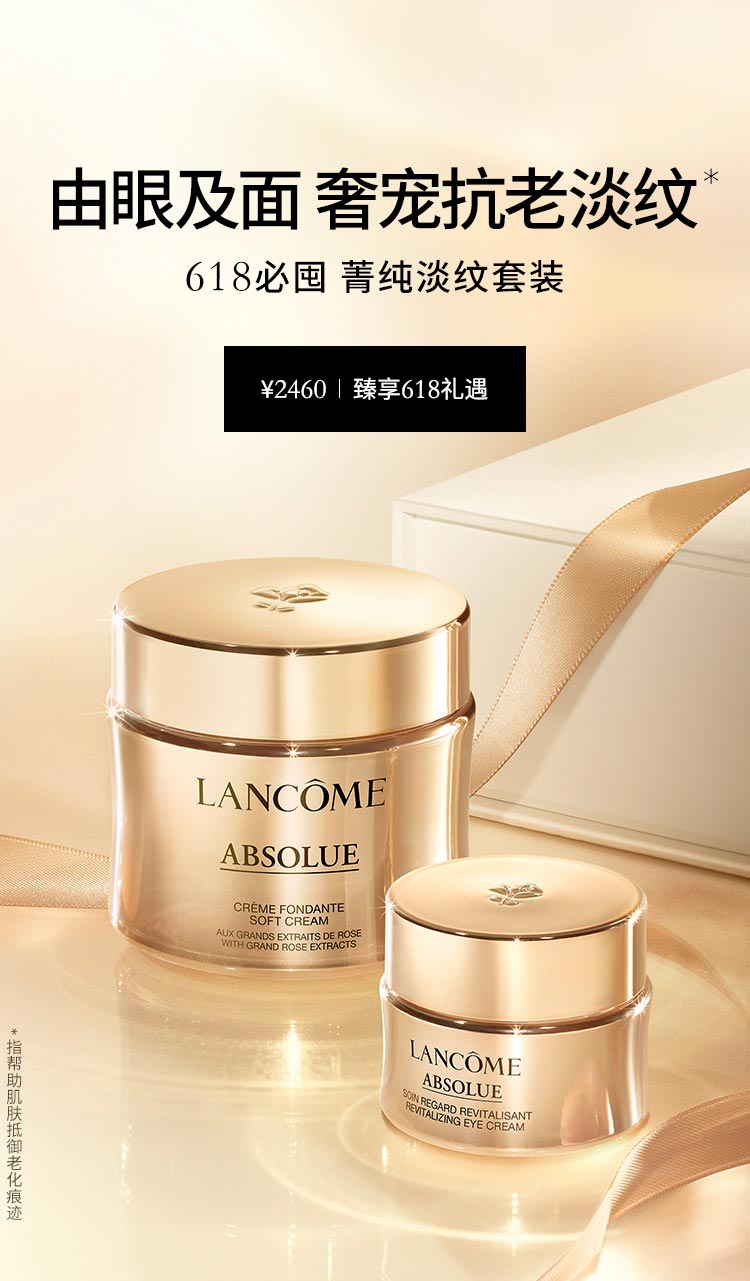 由眼及面 奢宠抗老淡纹*
618必囤 菁纯淡纹套装
¥2460 | 臻享618礼遇
LANCÔME
ABSOLUE
CRÈME FONDANTE
SOFT CREAM
AUX GRANDS EXTRAITS DE ROSE
WITH GRAND ROSE EXTRACTS
LANCÔME
ABSOLUE
SOIN REGARD REVITALISANT
REVITALIZING EYE CREAM
*指帮助肌肤抵御老化痕迹